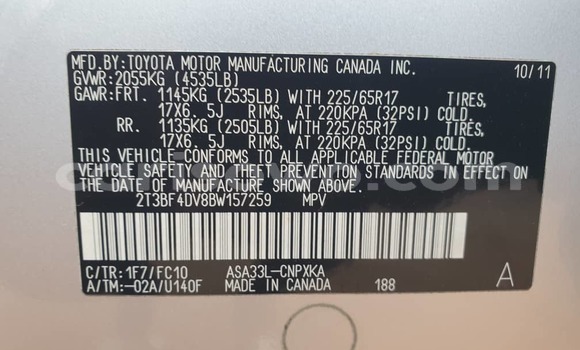 MFD.BY:TOYOTA MOTOR MANUFACTURING CANADA INC. 10/11
GVWR:2055KG (4535LB)
GAWR:FRT. 1145KG (2535LB) WITH 225/65R17 TIRES,
17X6.5J RIMS, AT 220KPA (32PSI) COLD.
RR. 1135KG (2505LB) WITH 225/65R17 TIRES,
17X6.5J RIMS, AT 220KPA (32PSI) COLD.
THIS VEHICLE CONFORMS TO ALL APPLICABLE FEDERAL MOTOR
VEHICLE SAFETY AND THEFT PREVENTION STANDARDS IN EFFECT
ON THE DATE OF MANUFACTURE SHOWN ABOVE.
2T3BF4DV8BW157259 MPV
C/TR:1F7/FC10 ASA33L-CNPXKA
A/TM:-02A/U140F MADE IN CANADA 188 A